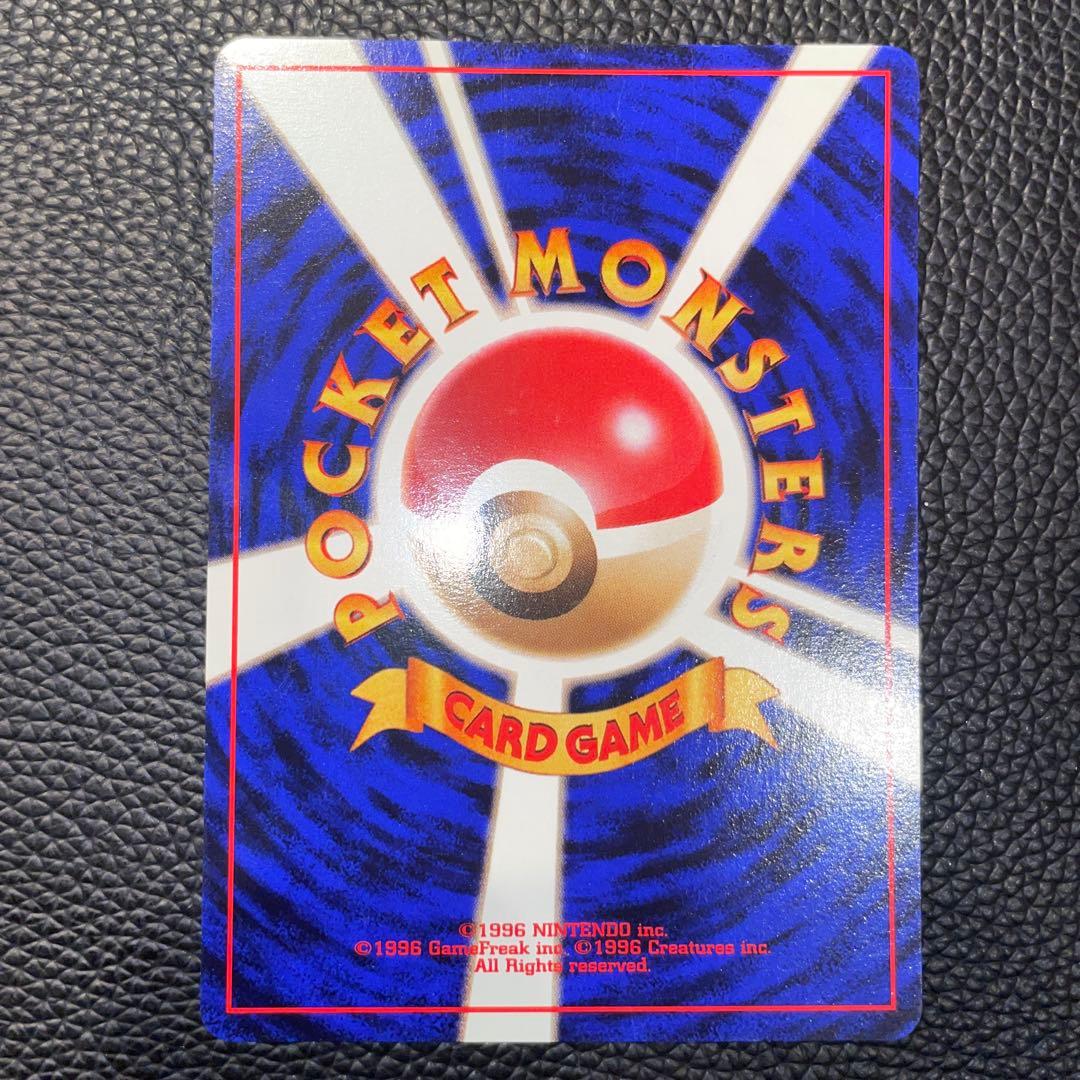 POCKET MONSTERS
CARD GAME
©1996 NINTENDO inc.
©1996 GameFreak inc. ©1996 Creatures inc.
All Rights reserved.